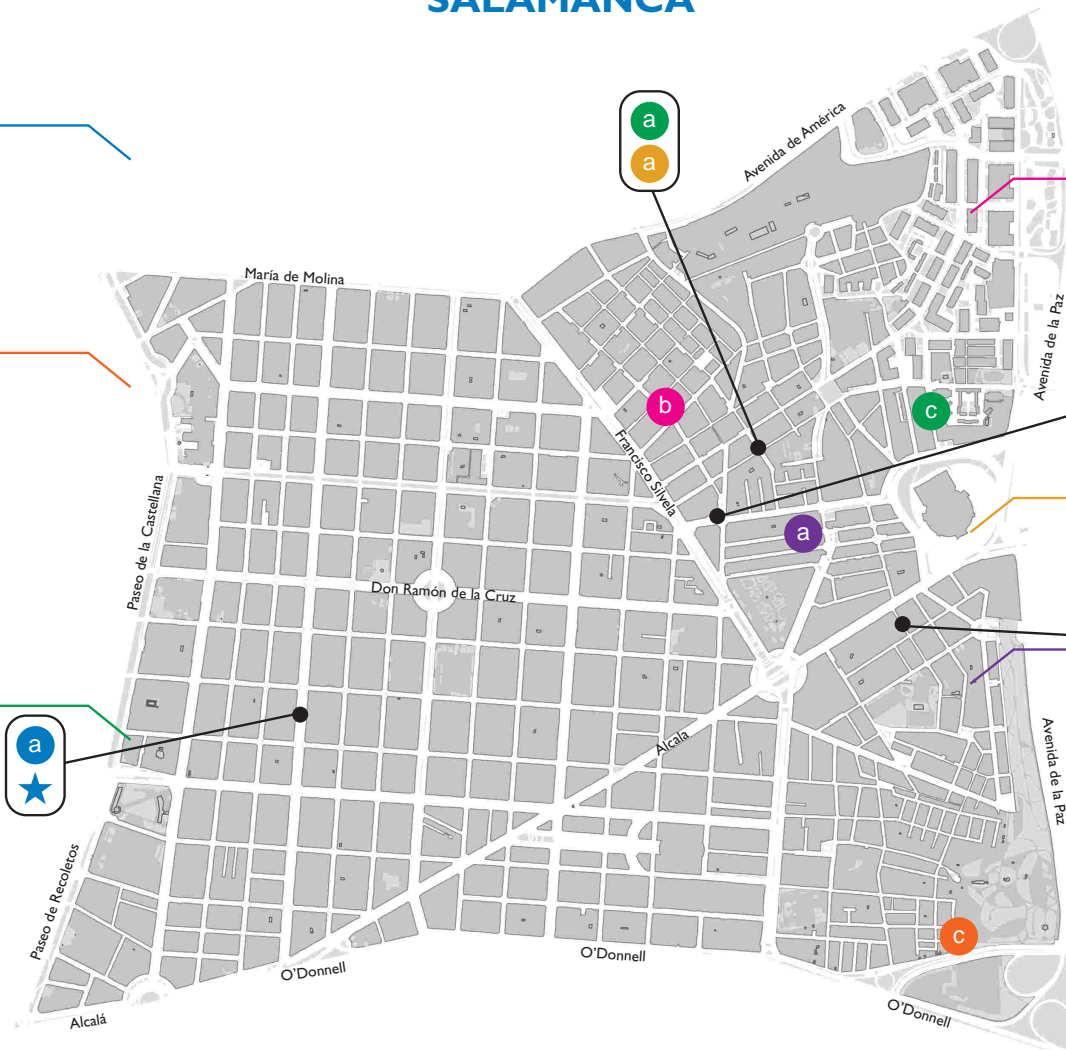 SALAMANCA
a
a
Avenida de América
María de Molina
Avenida de la Paz
b
c
Francisco Silvela
Paseo de la Castellana
a
Don Ramón de la Cruz
a
Alcala
Avenida de la Paz
Paseo de Recoletos
c
O'Donnell
O'Donnell
O'Donnell
Alcalá